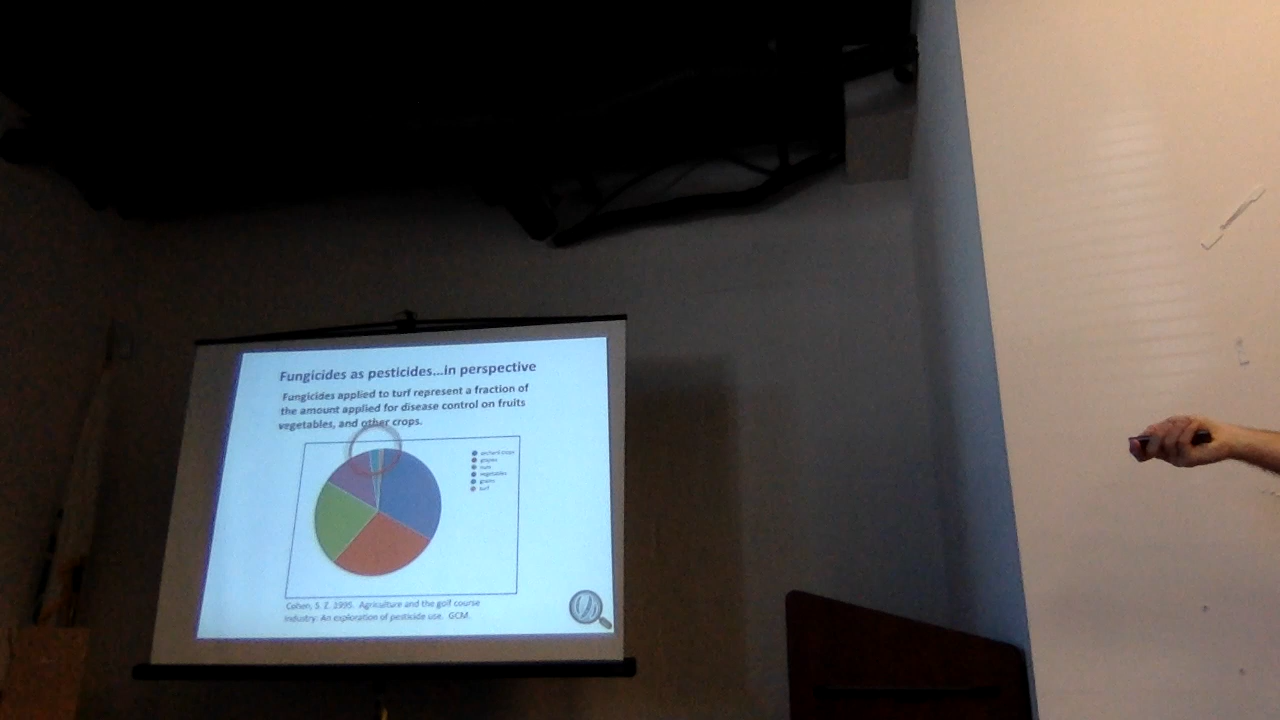 Fungicides as pesticides...in perspective
Fungicides applied to turf represent a fraction of
the amount applied for disease control on fruits
vegetables, and other crops.
orchard crops
grapes
nuts
vegetables
grains
turf
Cohen, S. Z. 1995. Agriculture and the golf course
industry: An exploration of pesticide use. GCM.